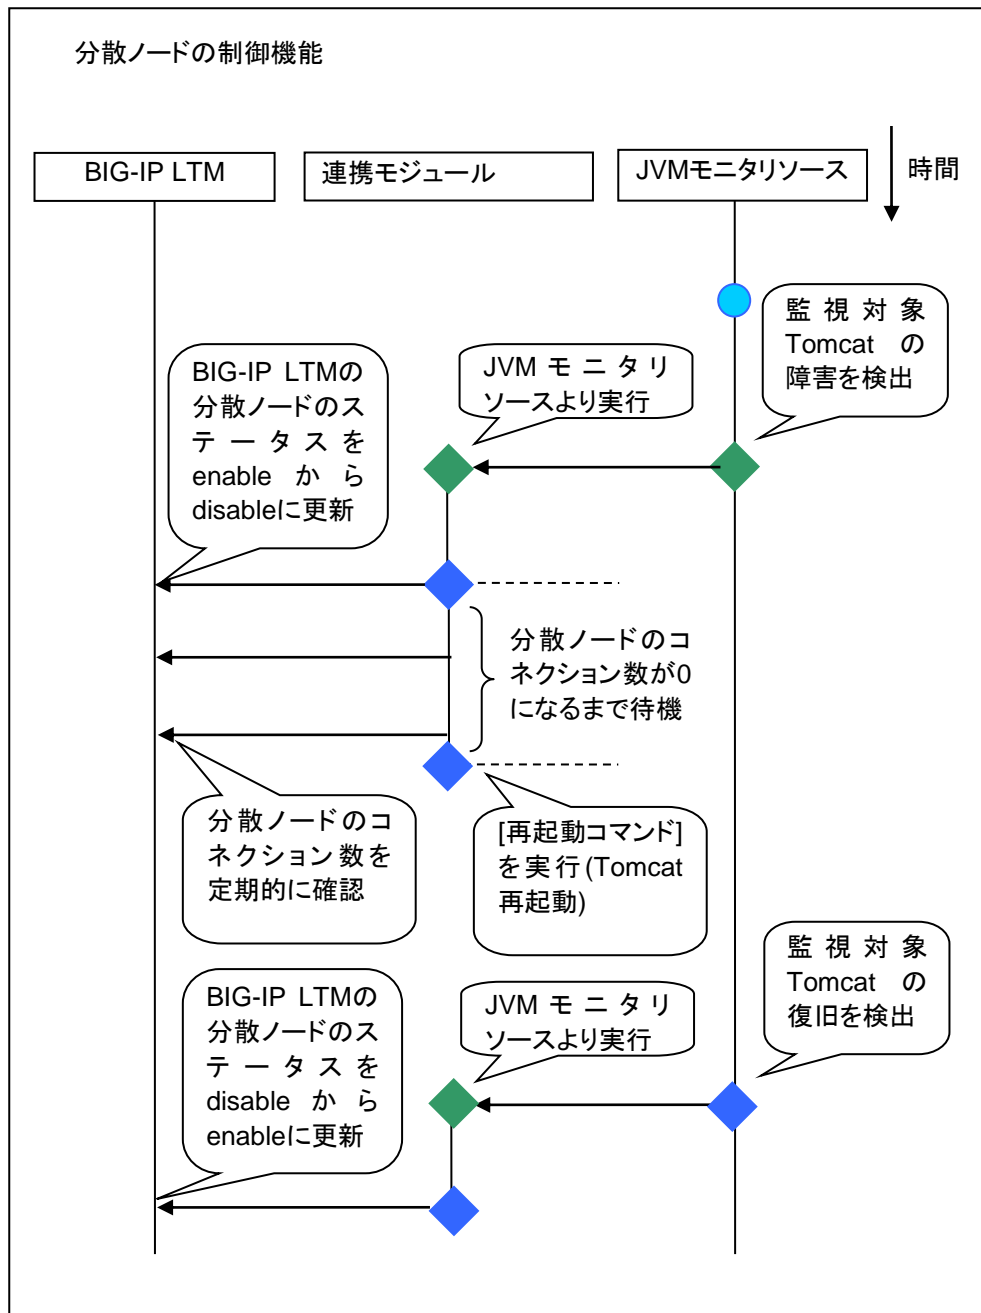 分散ノードの制御機能
BIG-IP LTM
連携モジュール
JVMモニタリソース
時間
監視対象
Tomcat の
障害を検出
JVM モニタリ
ソースより実行
BIG-IP LTMの
分散ノードのス
テータスを
enable から
disableに更新
分散ノードのコ
ネクション数が0
になるまで待機
分散ノードのコ
ネクション数を
定期的に確認
[再起動コマンド]
を実行(Tomcat
再起動)
監視対象
Tomcat の
復旧を検出
JVM モニタリ
ソースより実行
BIG-IP LTMの
分散ノードのス
テータスを
disable から
enableに更新